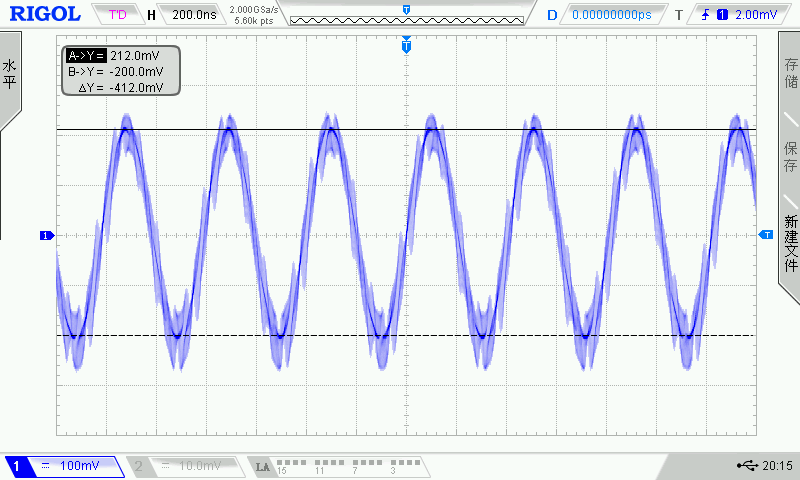 RIGOL T'D H 200.0ns 2.000GSa/s D 0.00000000ps T 1 2.00mV
5.60k pts
T
T
A->Y= 212.0mV
B->Y= -200.0mV
ΔY= -412.0mV
水平
存储
保存
新建文件
1
T
1 100mV 2 10.0mV LA 15 11 7 3 20:15